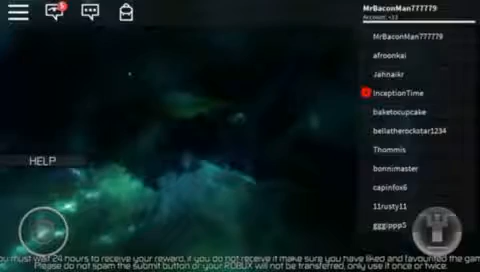 5
MrBaconMan777779
Account: <13
MrBaconMan777779
afroonkai
Jahnaikr
InceptionTime
baketocupcake
bellatherockstar1234
HELP
Thommis
bonnimaster
capinfox6
11rusty11
gggippp5
ou must wait 24 hours to receive your reward, if you do not receive it make sure you have liked and favourited the gam
Please do not spam the submit button or your ROBUX will not be transferred, only use it once or twice.